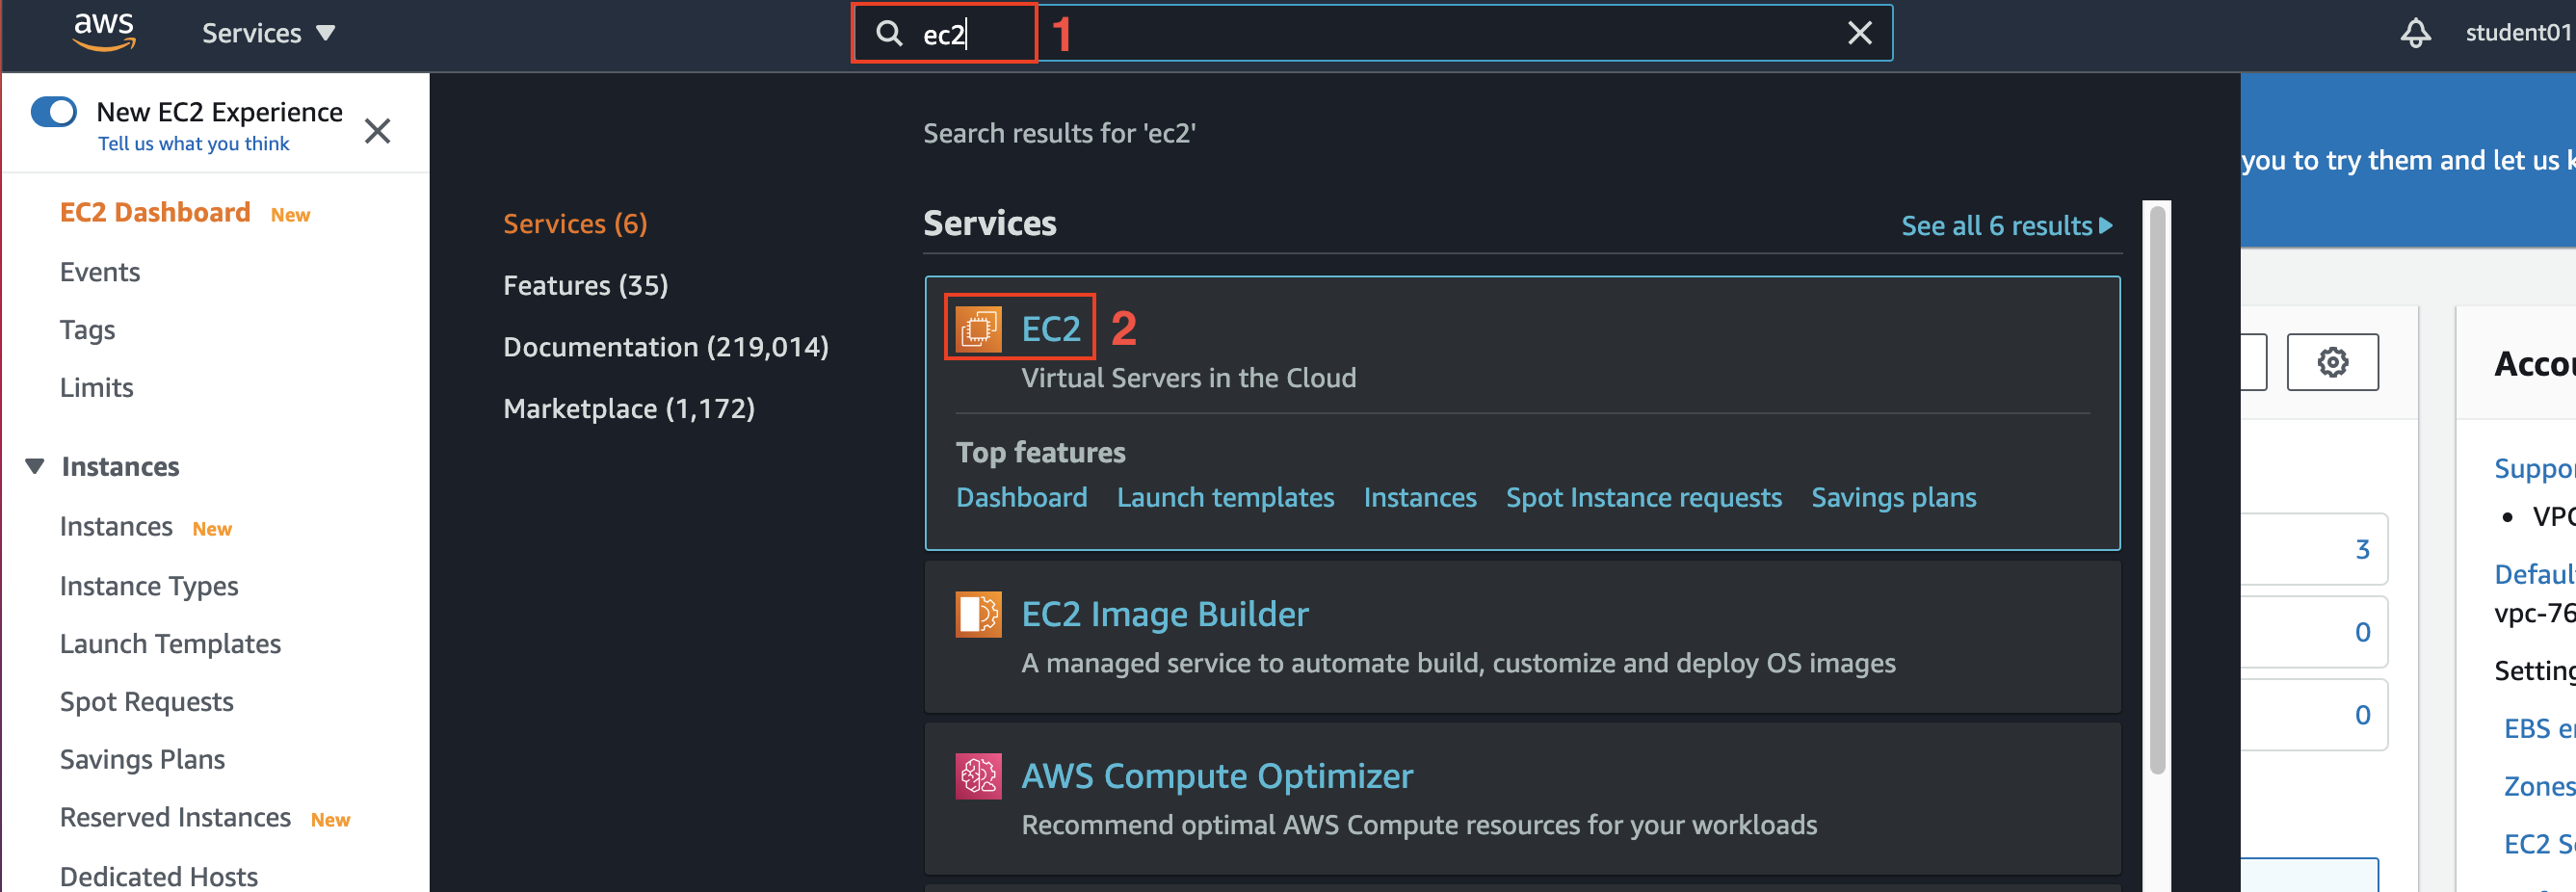 aws
Services
ec2
1
student01
New EC2 Experience
Tell us what you think
EC2 Dashboard New
Events
Tags
Limits
Instances
Instances New
Instance Types
Launch Templates
Spot Requests
Savings Plans
Reserved Instances New
Dedicated Hosts
Search results for 'ec2'
Services (6)
Features (35)
Documentation (219,014)
Marketplace (1,172)
Services
See all 6 results
EC2
2
Virtual Servers in the Cloud
Top features
Dashboard Launch templates Instances Spot Instance requests Savings plans
EC2 Image Builder
A managed service to automate build, customize and deploy OS images
AWS Compute Optimizer
Recommend optimal AWS Compute resources for your workloads
you to try them and let us k
3
0
0
Accou
Suppor
VPC
Default
vpc-76
Setting
EBS en
Zones
EC2 Se